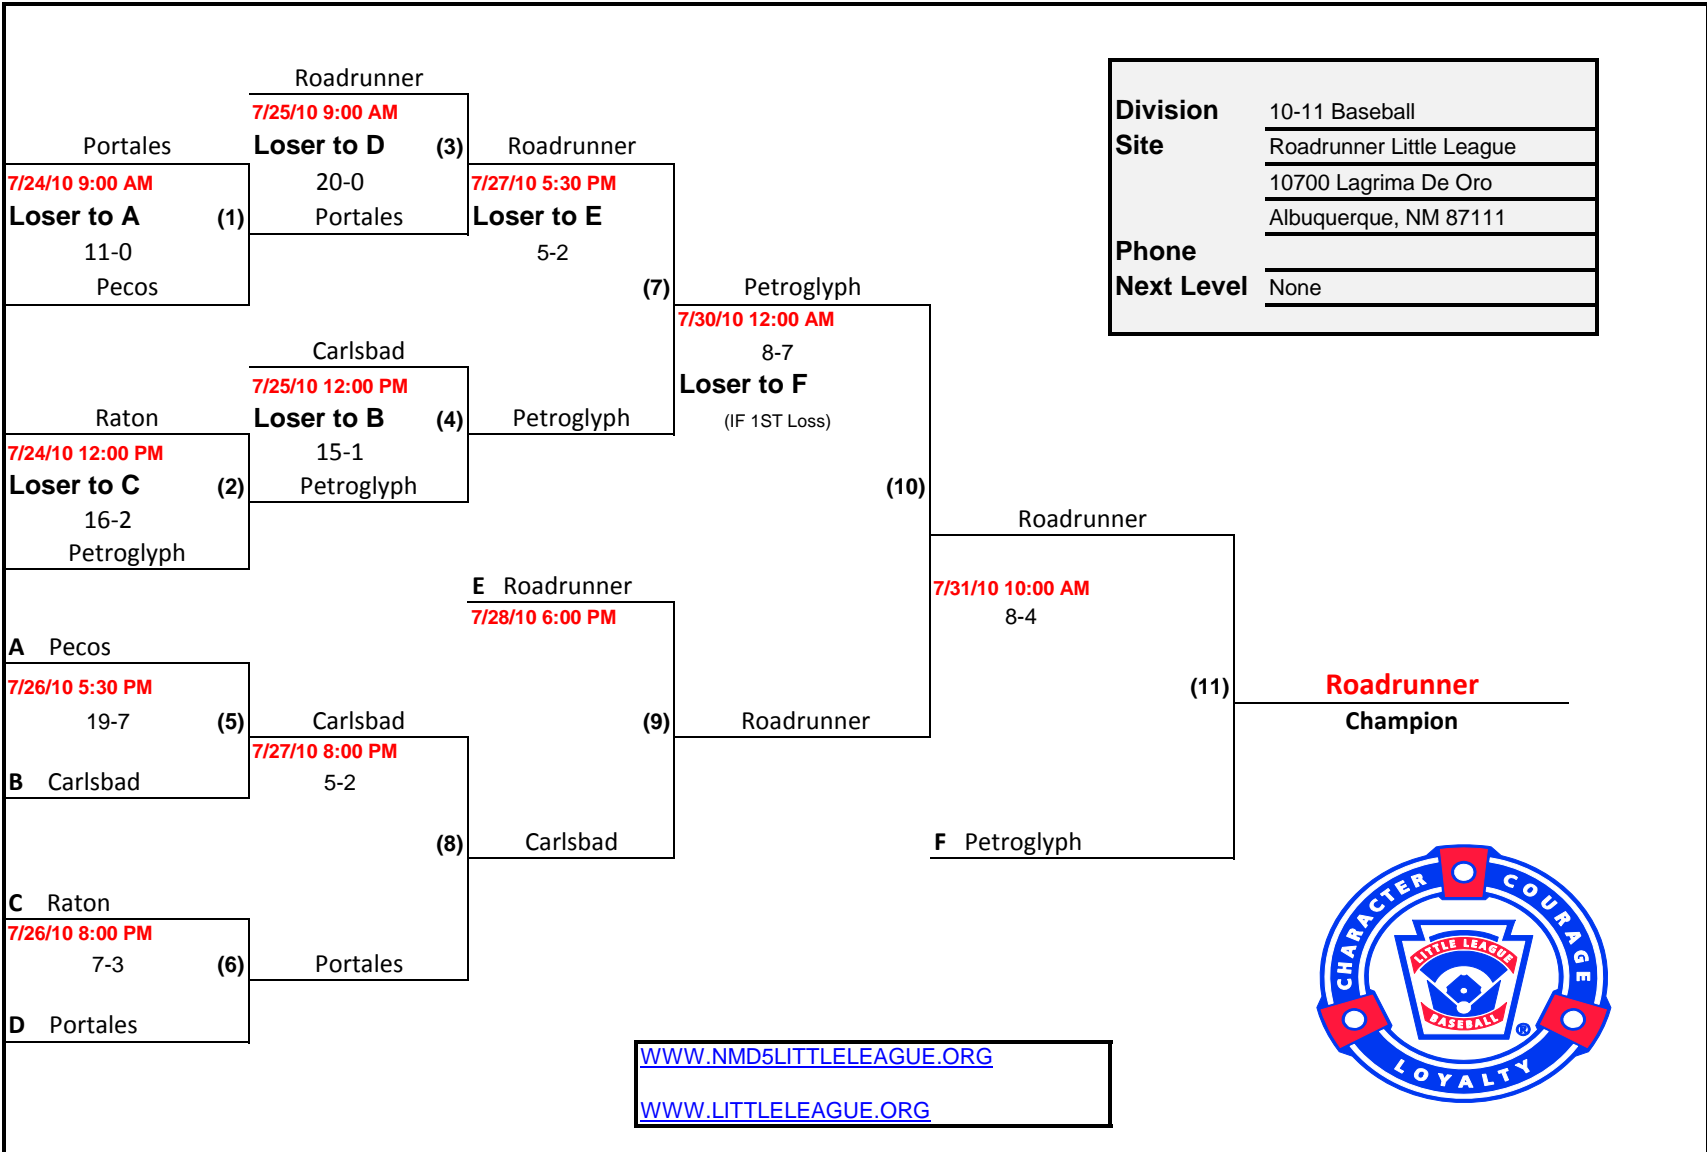 Roadrunner
7/25/10 9:00 AM
Portales
Loser to D (3) Roadrunner
7/24/10 9:00 AM
20-0
7/27/10 5:30 PM
Loser to A (1) Portales
Loser to E
11-0
5-2
Pecos
(7) Petroglyph
7/30/10 12:00 AM
Carlsbad
8-7
7/25/10 12:00 PM
Loser to F
Raton
Loser to B (4) Petroglyph
(IF 1ST Loss)
7/24/10 12:00 PM
15-1
Loser to C (2) Petroglyph
(10)
16-2
Roadrunner
Petroglyph
E Roadrunner
7/31/10 10:00 AM
7/28/10 6:00 PM
8-4
A Pecos
7/26/10 5:30 PM
(11) Roadrunner
19-7 (5) Carlsbad
(9) Roadrunner
Champion
7/27/10 8:00 PM
B Carlsbad
5-2
(8) Carlsbad
F Petroglyph
C Raton
7/26/10 8:00 PM
7-3 (6) Portales
D Portales
Division 10-11 Baseball
Site Roadrunner Little League
10700 Lagrima De Oro
Albuquerque, NM 87111
Phone
Next Level None
WWW.NMD5LITTLELEAGUE.ORG
WWW.LITTLELEAGUE.ORG
CHARACTER COURAGE
LITTLE LEAGUE
BASEBALL ®
LOYALTY